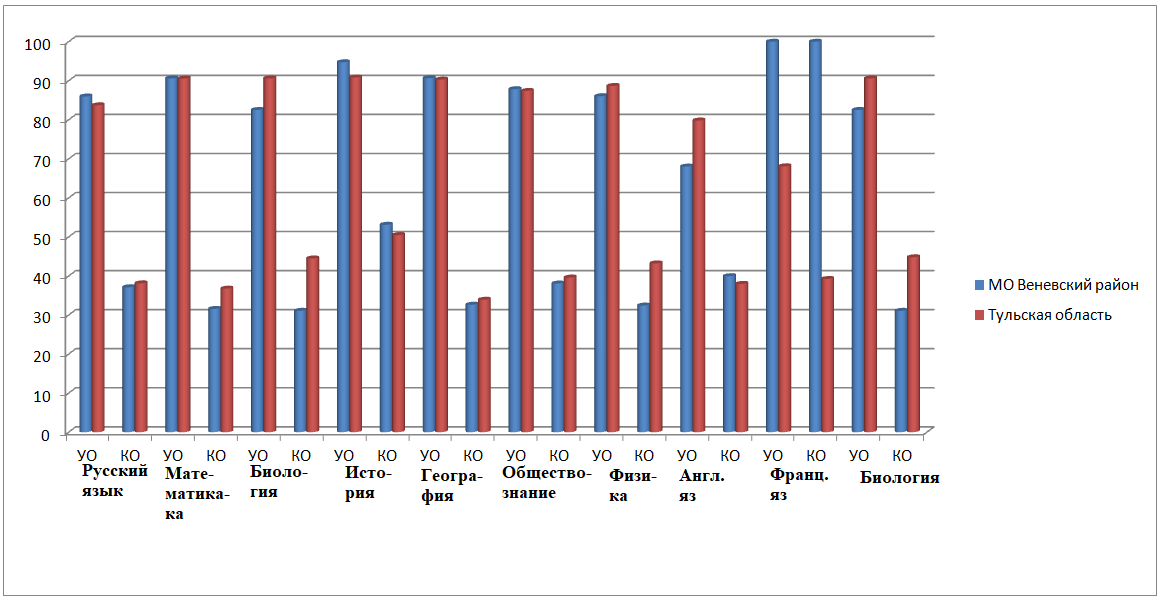 100
90
80
70
60
50
40
30
20
10
0
УО КО УО КО УО КО УО КО УО КО УО КО УО КО УО КО УО КО УО КО
Русский
язык
Мате-
матика-
ка
Биоло-
гия
Исто-
рия
Геогра-
фия
Общество-
знание
Физи-
ка
Англ.
яз
Франц.
яз
Биология
МО Веневский район
Тульская область